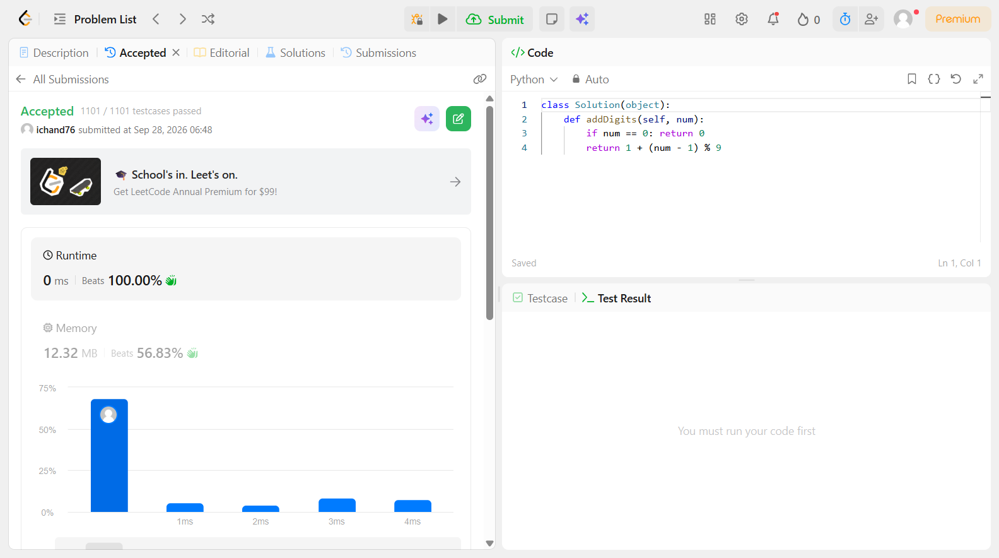 Problem List
Submit
0
Premium
Description
Accepted
Editorial
Solutions
Submissions
All Submissions
Accepted 1101 / 1101 testcases passed
ichand76 submitted at Sep 28, 2026 06:48
School's in. Leet's on.
Get LeetCode Annual Premium for $99!
Runtime
0 ms Beats 100.00%
Memory
12.32 MB Beats 56.83%
75%
50%
25%
0%
1ms 2ms 3ms 4ms
</> Code
Python Auto
1 class Solution(object):
2 def addDigits(self, num):
3 if num == 0: return 0
4 return 1 + (num - 1) % 9
Saved
Ln 1, Col 1
Testcase
Test Result
You must run your code first